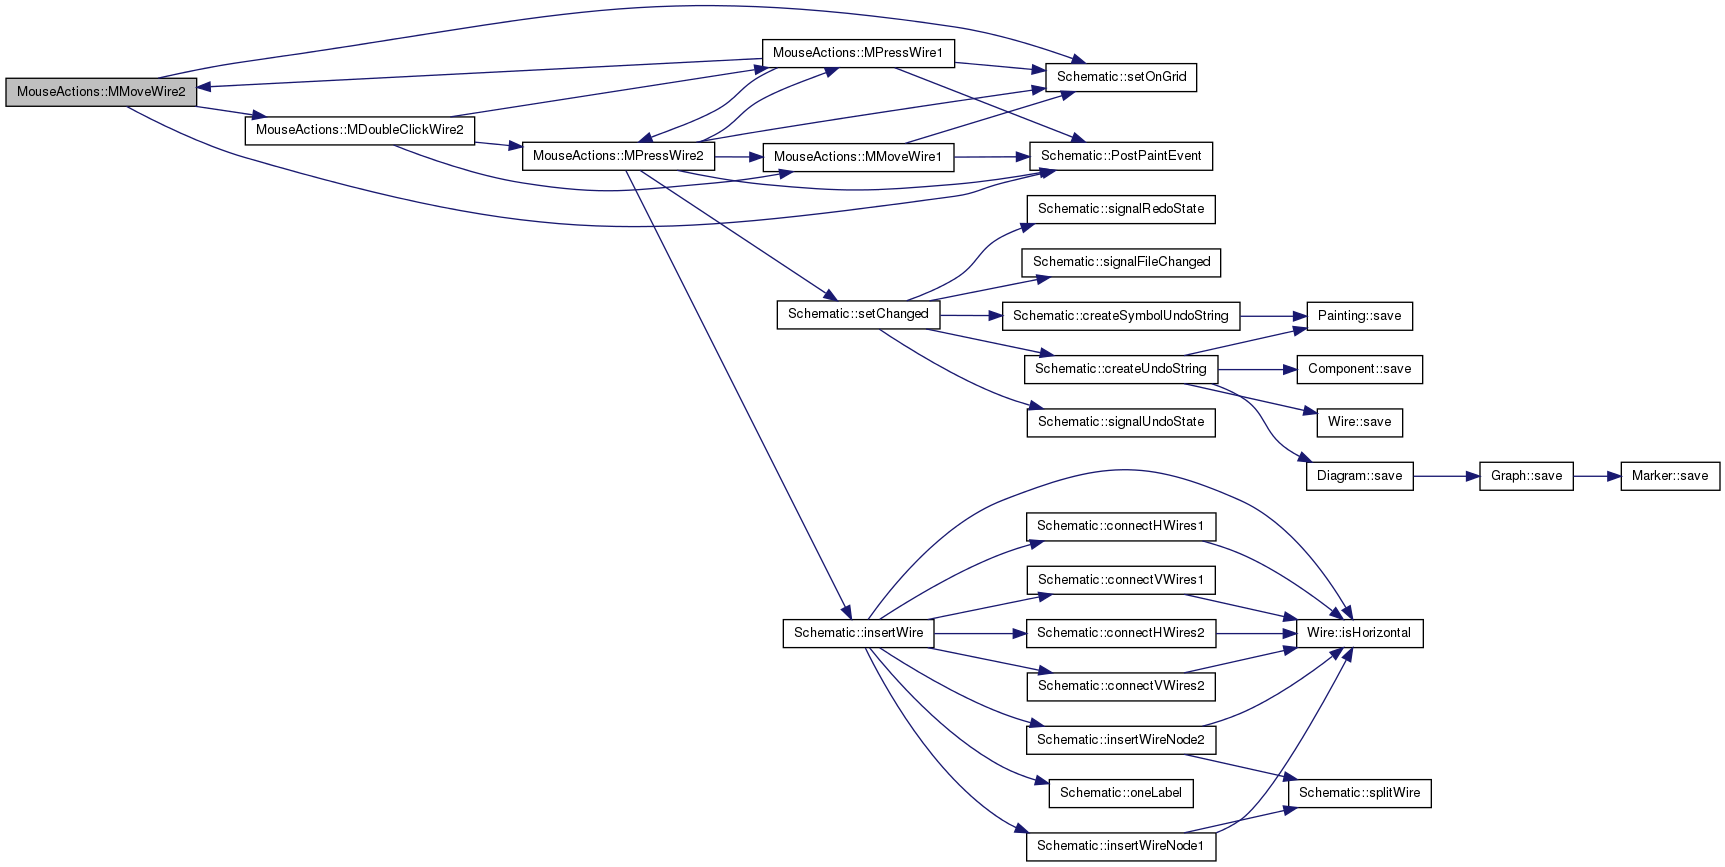 MouseActions::MMoveWire2
MouseActions::MDoubleClickWire2
MouseActions::MPressWire2
MouseActions::MPressWire1
MouseActions::MMoveWire1
Schematic::setOnGrid
Schematic::PostPaintEvent
Schematic::signalRedoState
Schematic::signalFileChanged
Schematic::setChanged
Schematic::createSymbolUndoString
Painting::save
Schematic::createUndoString
Component::save
Schematic::signalUndoState
Wire::save
Diagram::save
Graph::save
Marker::save
Schematic::connectHWires1
Schematic::connectVWires1
Schematic::insertWire
Schematic::connectHWires2
Wire::isHorizontal
Schematic::connectVWires2
Schematic::insertWireNode2
Schematic::oneLabel
Schematic::splitWire
Schematic::insertWireNode1